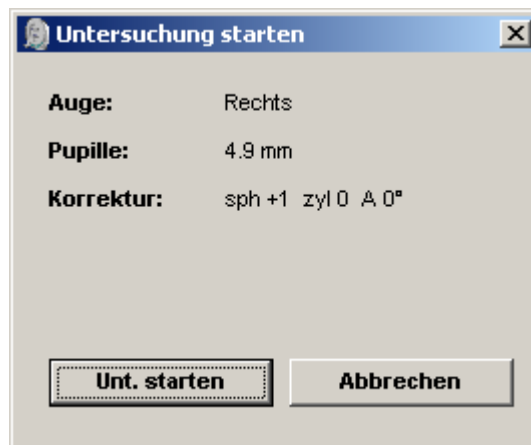 Untersuchung starten
Auge: Rechts
Pupille: 4.9 mm
Korrektur: sph +1 zyl 0 A 0°
Unt. starten Abbrechen